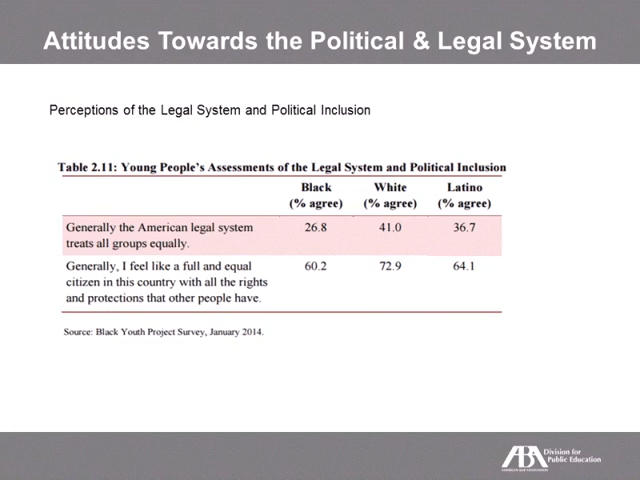 Attitudes Towards the Political & Legal System
Perceptions of the Legal System and Political Inclusion
Table 2.11: Young People's Assessments of the Legal System and Political Inclusion
Black White Latino
(% agree) (% agree) (% agree)
Generally the American legal system 26.8 41.0 36.7
treats all groups equally.
Generally, I feel like a full and equal 60.2 72.9 64.1
citizen in this country with all the rights
and protections that other people have.
Source: Black Youth Project Survey, January 2014.
ABA Division for
Public Education
AMERICAN BAR ASSOCIATION